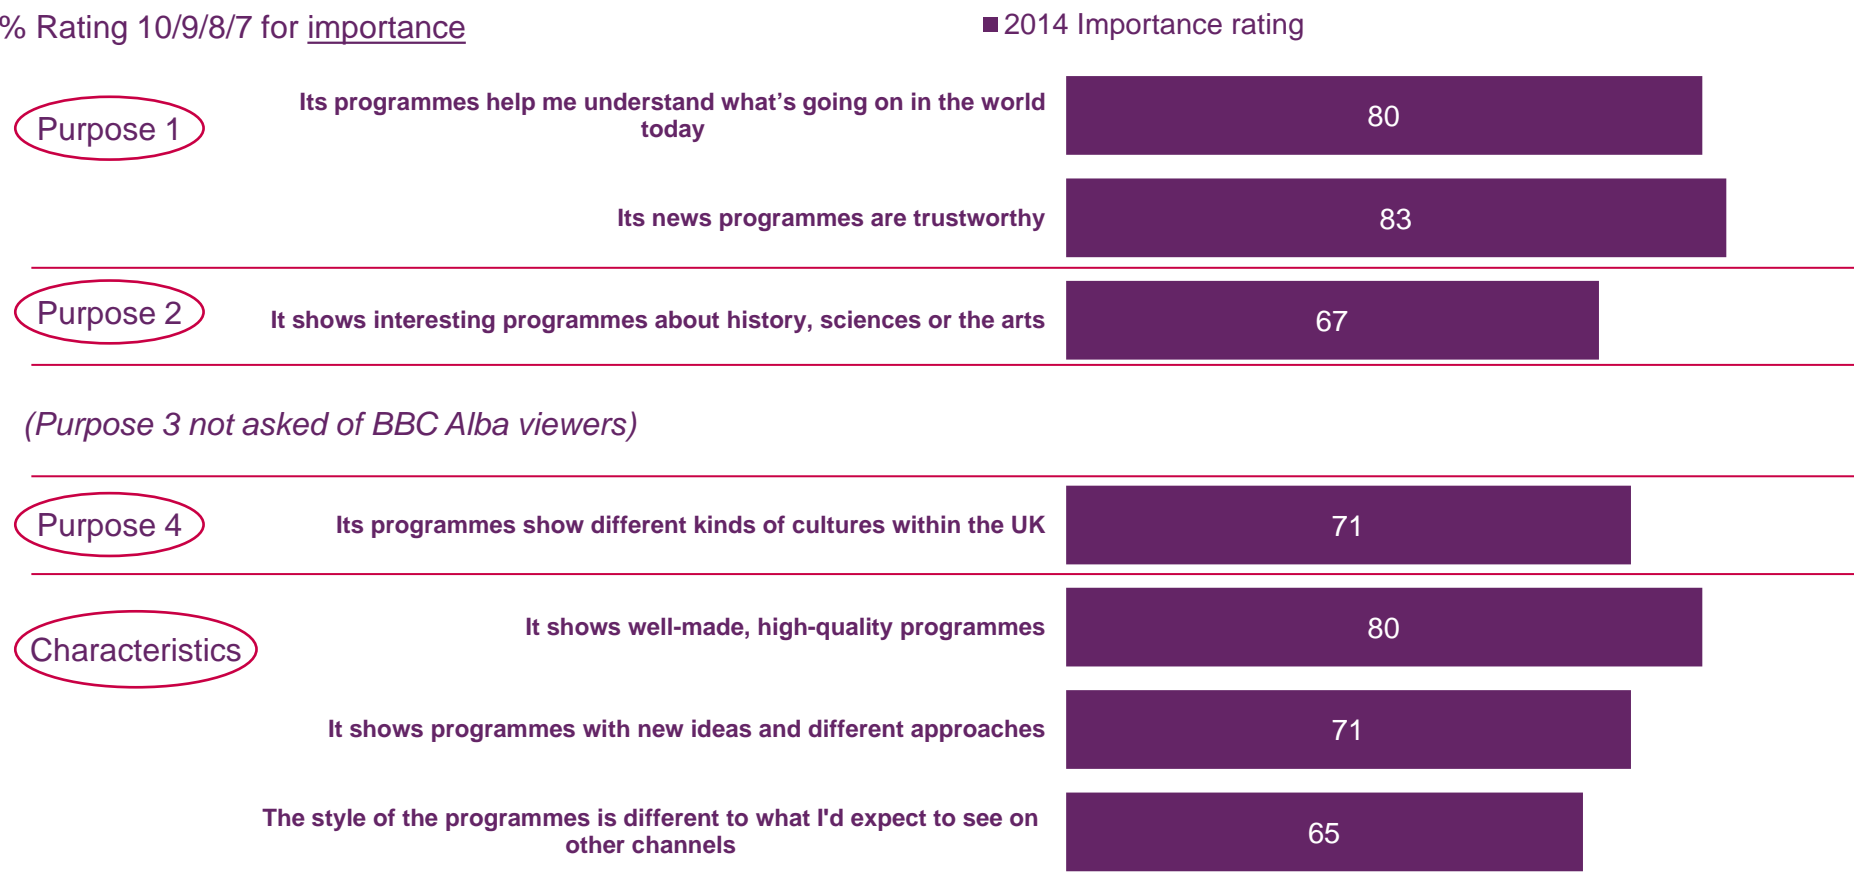 % Rating 10/9/8/7 for importance
2014 Importance rating
Purpose 1
Its programmes help me understand what's going on in the world
today
80
Its news programmes are trustworthy
83
Purpose 2
It shows interesting programmes about history, sciences or the arts
67
(Purpose 3 not asked of BBC Alba viewers)
Purpose 4
Its programmes show different kinds of cultures within the UK
71
Characteristics
It shows well-made, high-quality programmes
80
It shows programmes with new ideas and different approaches
71
The style of the programmes is different to what I'd expect to see on
other channels
65